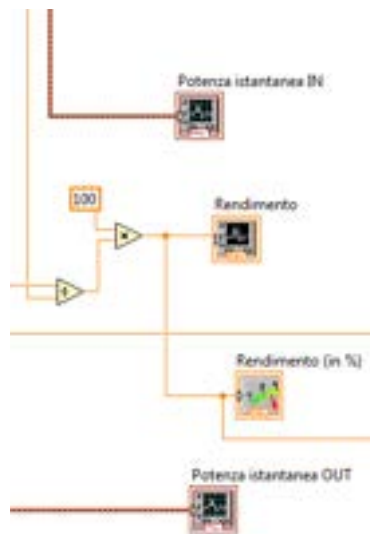 Potenza istantanea IN
100
Rendimento
Rendimento (in %)
Potenza istantanea OUT